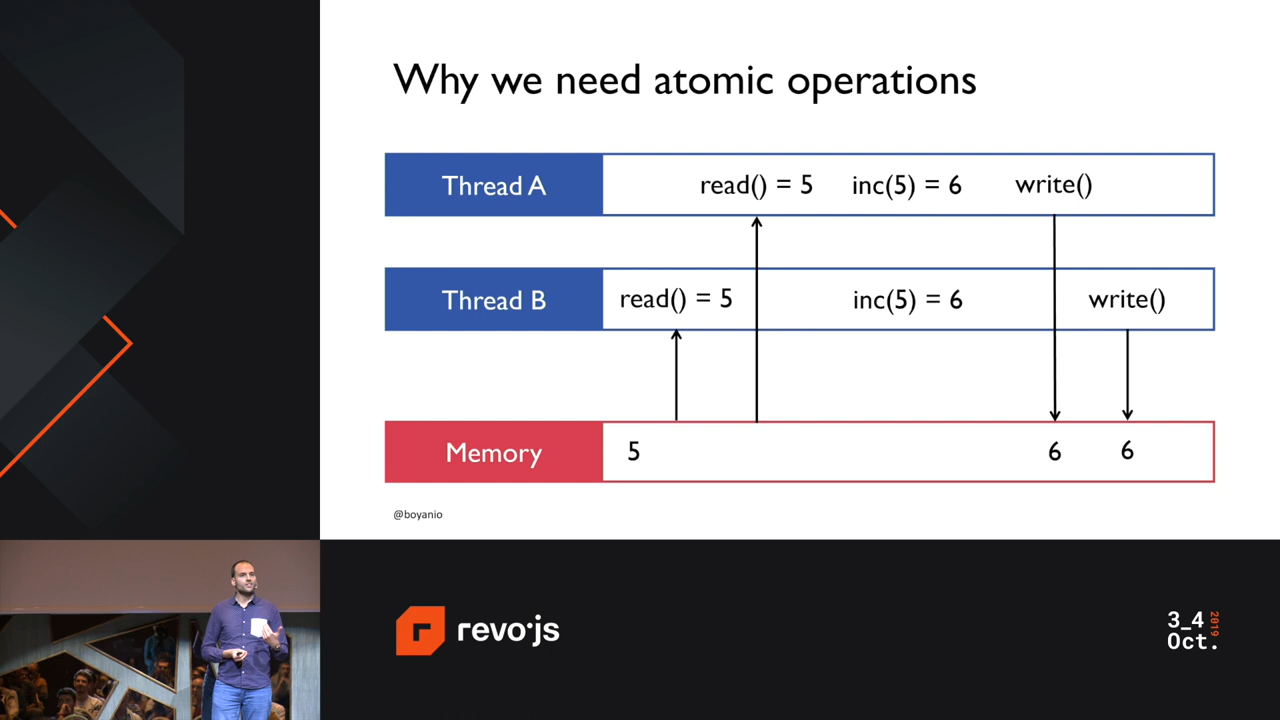 Why we need atomic operations
Thread A read() = 5 inc(5) = 6 write()
Thread B read() = 5 inc(5) = 6 write()
Memory 5 6 6
@boyanio
r revo·js
3_4 2019
Oct.